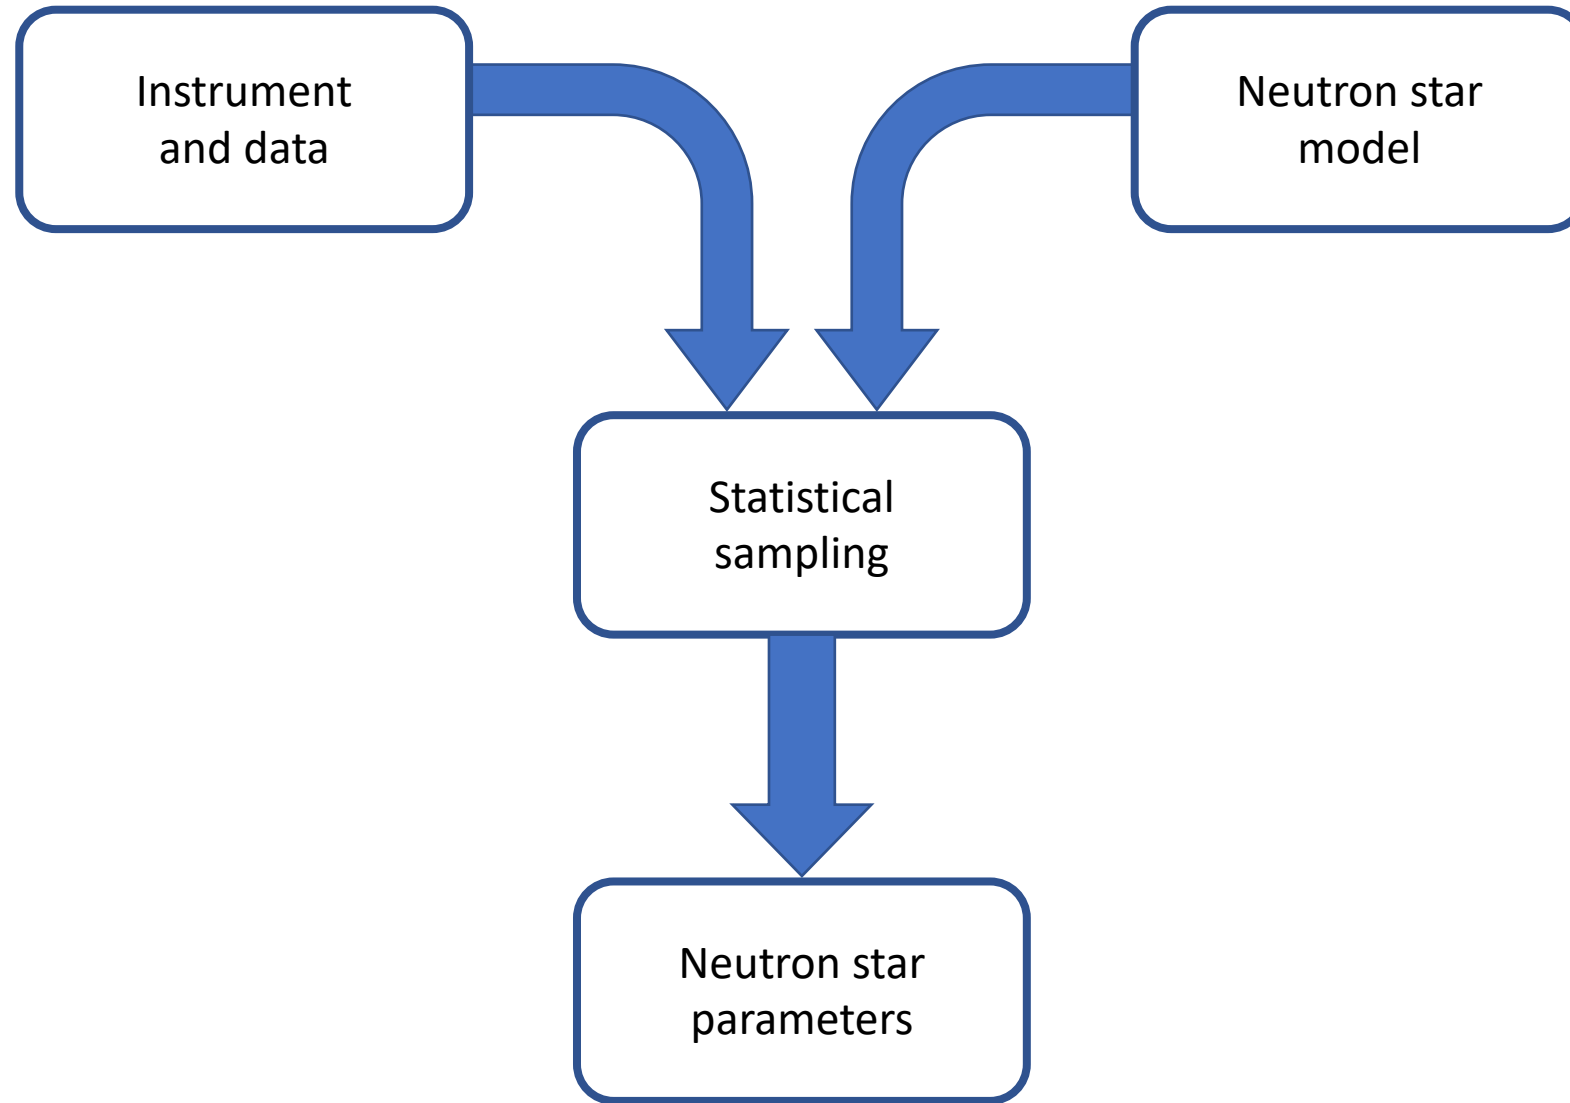 Instrument
and data
Neutron star
model
Statistical
sampling
Neutron star
parameters